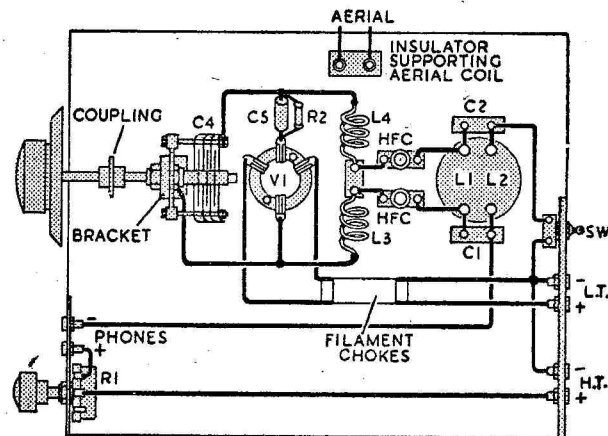 AERIAL
INSULATOR
SUPPORTING
AERIAL COIL
COUPLING
C4
C5
R2
L4
HFC
C2
V1
L1 L2
BRACKET
HFC
L3
C1
SW
-
L.T.
+
FILAMENT
CHOKES
-
PHONES
+
R1
-
H.T.
+